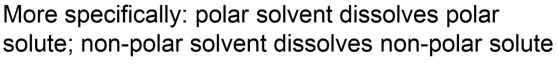 More specifically: polar solvent dissolves polar
solute; non-polar solvent dissolves non-polar solute